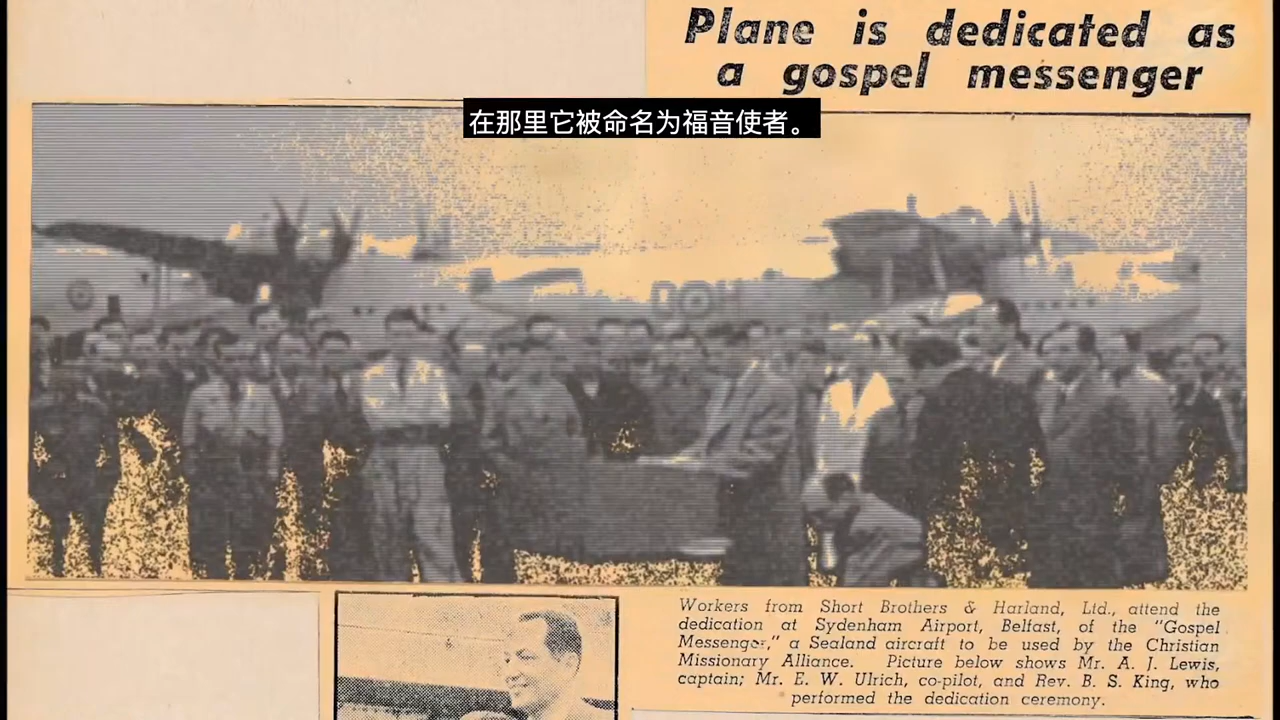 Plane is dedicated as
a gospel messenger
在那里它被命名为福音使者。
Workers from Short Brothers & Harland, Ltd., attend the
dedication at Sydenham Airport, Belfast, of the "Gospel
Messenger," a Sealand aircraft to be used by the Christian
Missionary Alliance. Picture below shows Mr. A. J. Lewis,
captain; Mr. E. W. Ulrich, co-pilot, and Rev. B. S. King, who
performed the dedication ceremony.